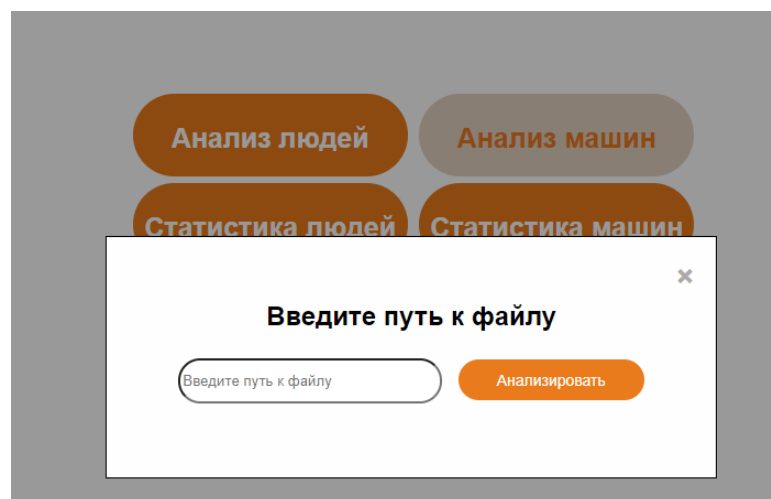 Анализ людей
Анализ машин
Статистика людей
Статистика машин
×
Введите путь к файлу
Введите путь к файлу
Анализировать